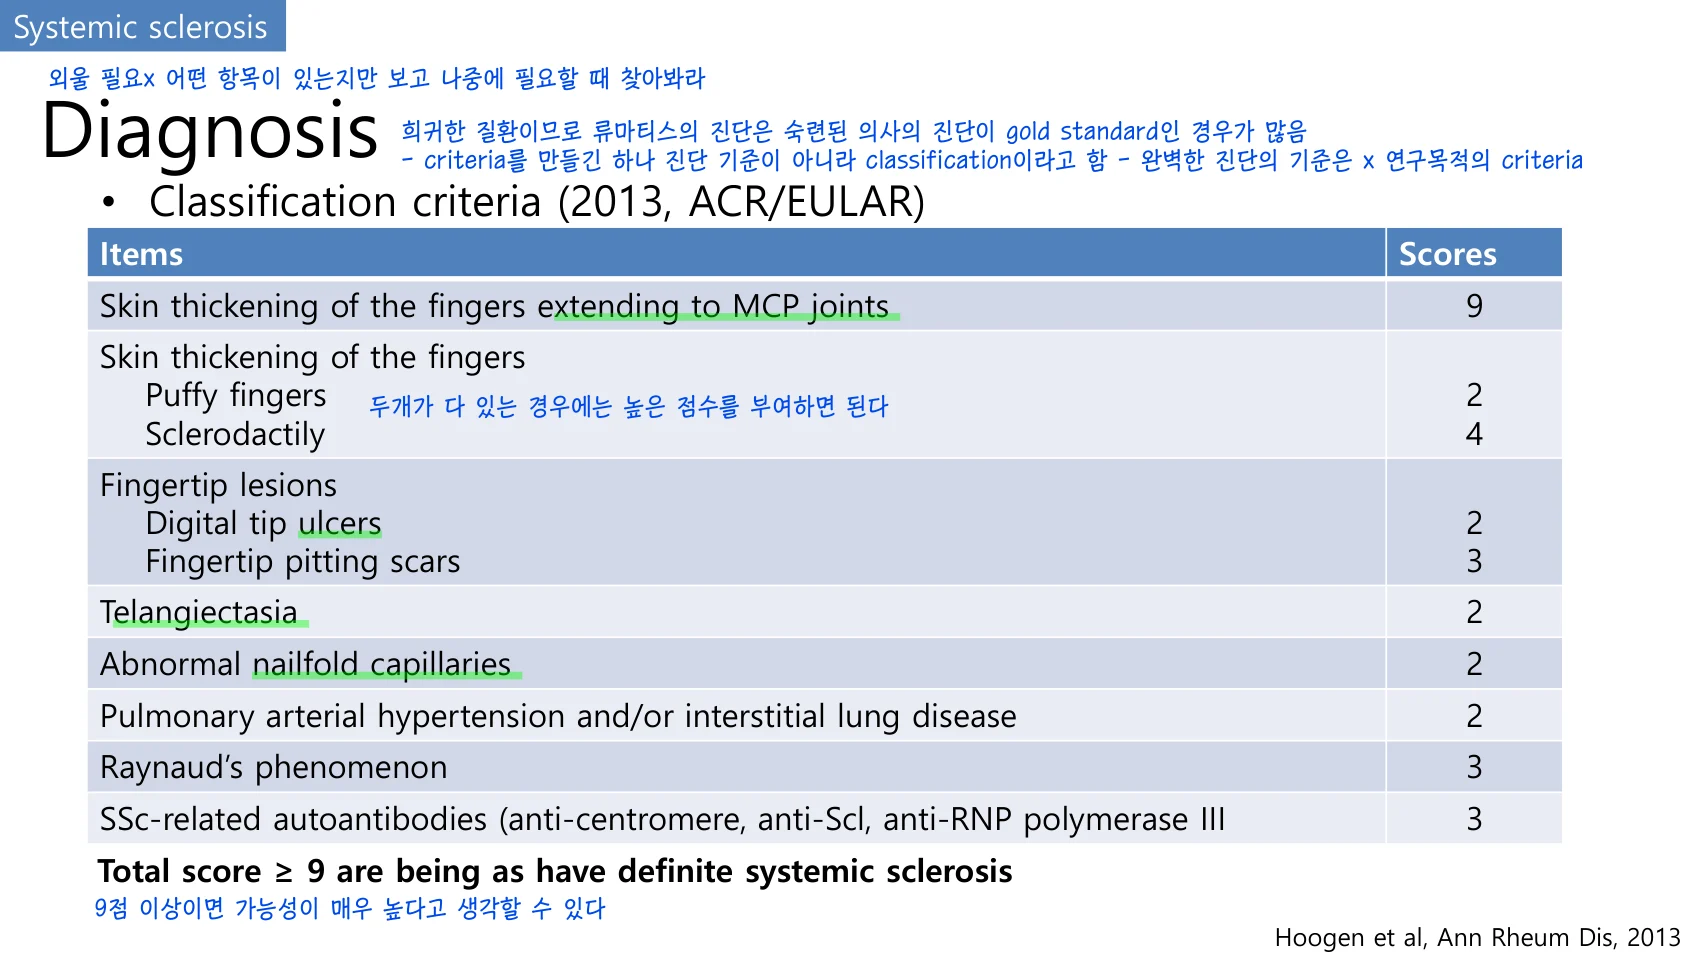 Systemic sclerosis
외울 필요x 어떤 항목이 있는지만 보고 나중에 필요할 때 찾아봐라
Diagnosis
희귀한 질환이므로 류마티스의 진단은 숙련된 의사의 진단이 gold standard인 경우가 많음
- criteria를 만들긴 하나 진단 기준이 아니라 classification이라고 함 - 완벽한 진단의 기준은 x 연구목적의 criteria
• Classification criteria (2013, ACR/EULAR)
Items Scores
Skin thickening of the fingers extending to MCP joints 9
Skin thickening of the fingers
Puffy fingers 2
두개가 다 있는 경우에는 높은 점수를 부여하면 된다
Sclerodactily 4
Fingertip lesions
Digital tip ulcers 2
Fingertip pitting scars 3
Telangiectasia 2
Abnormal nailfold capillaries 2
Pulmonary arterial hypertension and/or interstitial lung disease 2
Raynaud’s phenomenon 3
SSc-related autoantibodies (anti-centromere, anti-Scl, anti-RNP polymerase III 3
Total score ≥ 9 are being as have definite systemic sclerosis
9점 이상이면 가능성이 매우 높다고 생각할 수 있다
Hoogen et al, Ann Rheum Dis, 2013